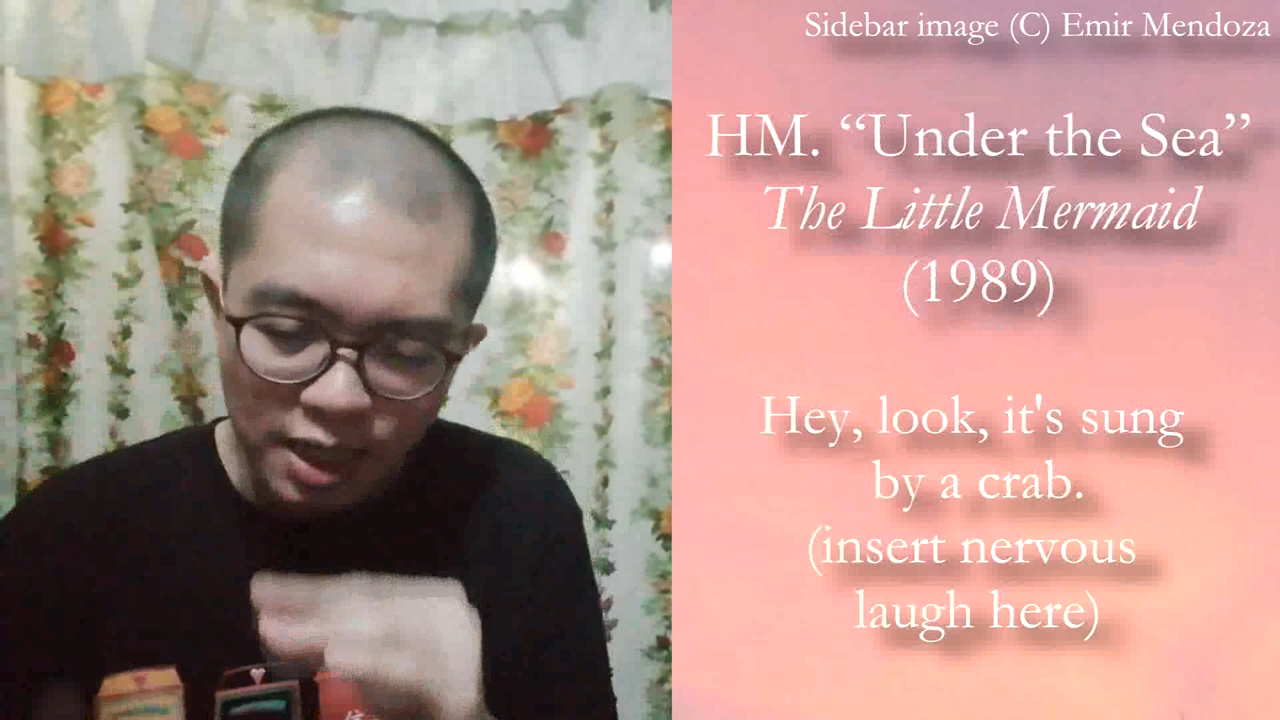 Sidebar image (C) Emir Mendoza
HM. “Under the Sea”
The Little Mermaid
(1989)
Hey, look, it's sung
by a crab.
(insert nervous
laugh here)